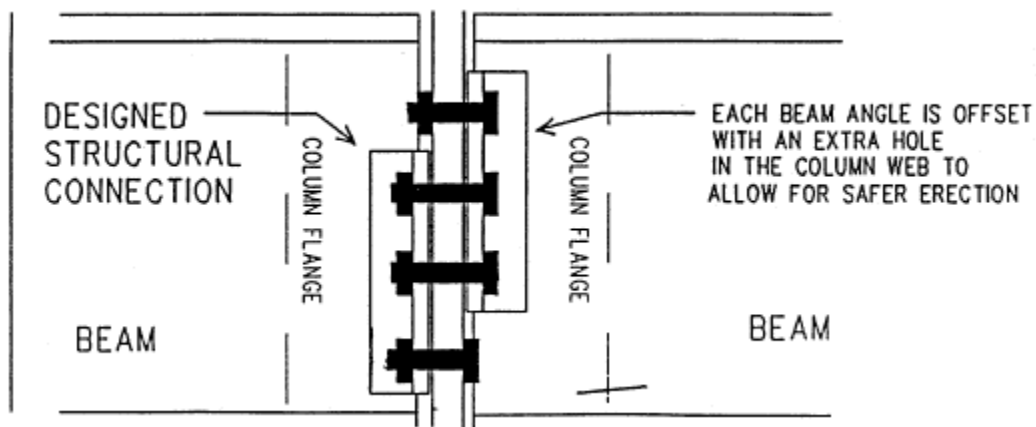 DESIGNED
STRUCTURAL
CONNECTION
COLUMN FLANGE
COLUMN FLANGE
EACH BEAM ANGLE IS OFFSET
WITH AN EXTRA HOLE
IN THE COLUMN WEB TO
ALLOW FOR SAFER ERECTION
BEAM
BEAM